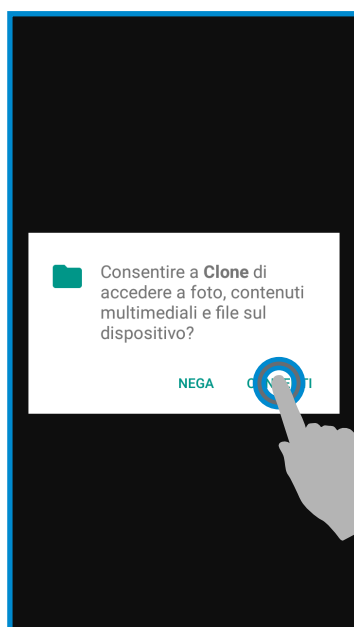 Consentire a Clone di
accedere a foto, contenuti
multimediali e file sul
dispositivo?
NEGA